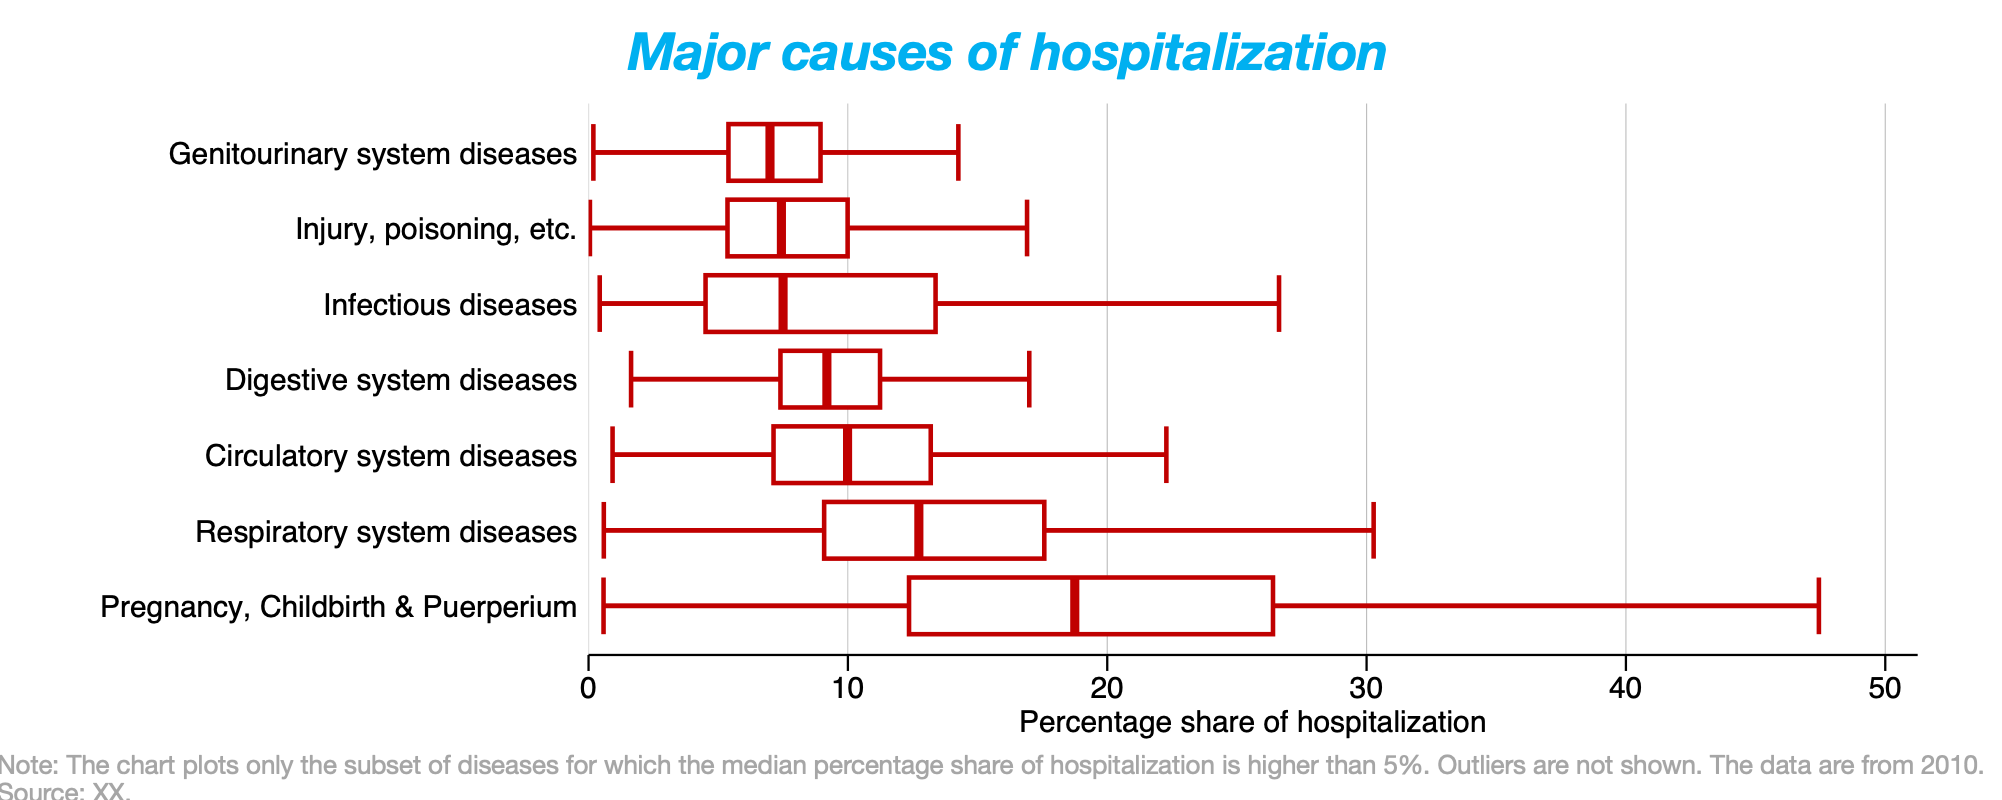 Major causes of hospitalization
Genitourinary system diseases
Injury, poisoning, etc.
Infectious diseases
Digestive system diseases
Circulatory system diseases
Respiratory system diseases
Pregnancy, Childbirth & Puerperium
0 10 20 30 40 50
Percentage share of hospitalization
Note: The chart plots only the subset of diseases for which the median percentage share of hospitalization is higher than 5%. Outliers are not shown. The data are from 2010.
Source: XX.